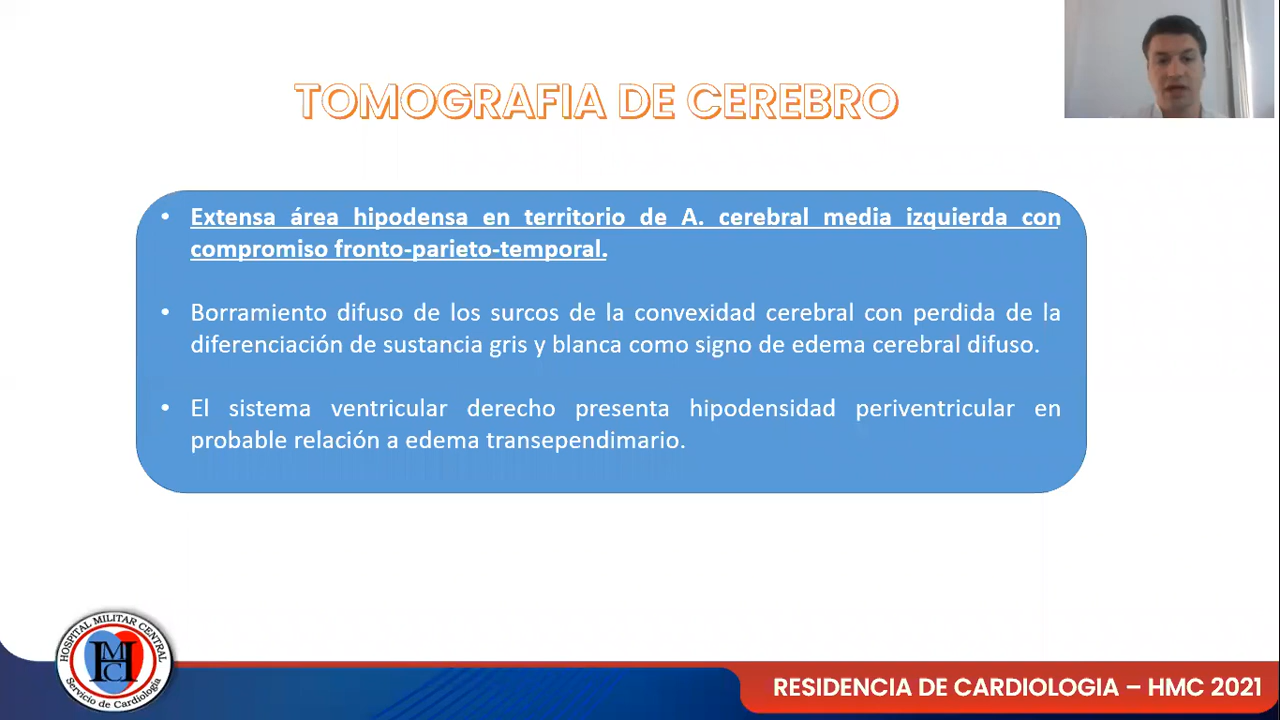 TOMOGRAFIA DE CEREBRO
• Extensa área hipodensa en territorio de A. cerebral media izquierda con
compromiso fronto-parieto-temporal.
• Borramiento difuso de los surcos de la convexidad cerebral con perdida de la
diferenciación de sustancia gris y blanca como signo de edema cerebral difuso.
• El sistema ventricular derecho presenta hipodensidad periventricular en
probable relación a edema transependimario.
HOSPITAL MILITAR CENTRAL
HMC
Servicio de Cardiología
RESIDENCIA DE CARDIOLOGIA – HMC 2021